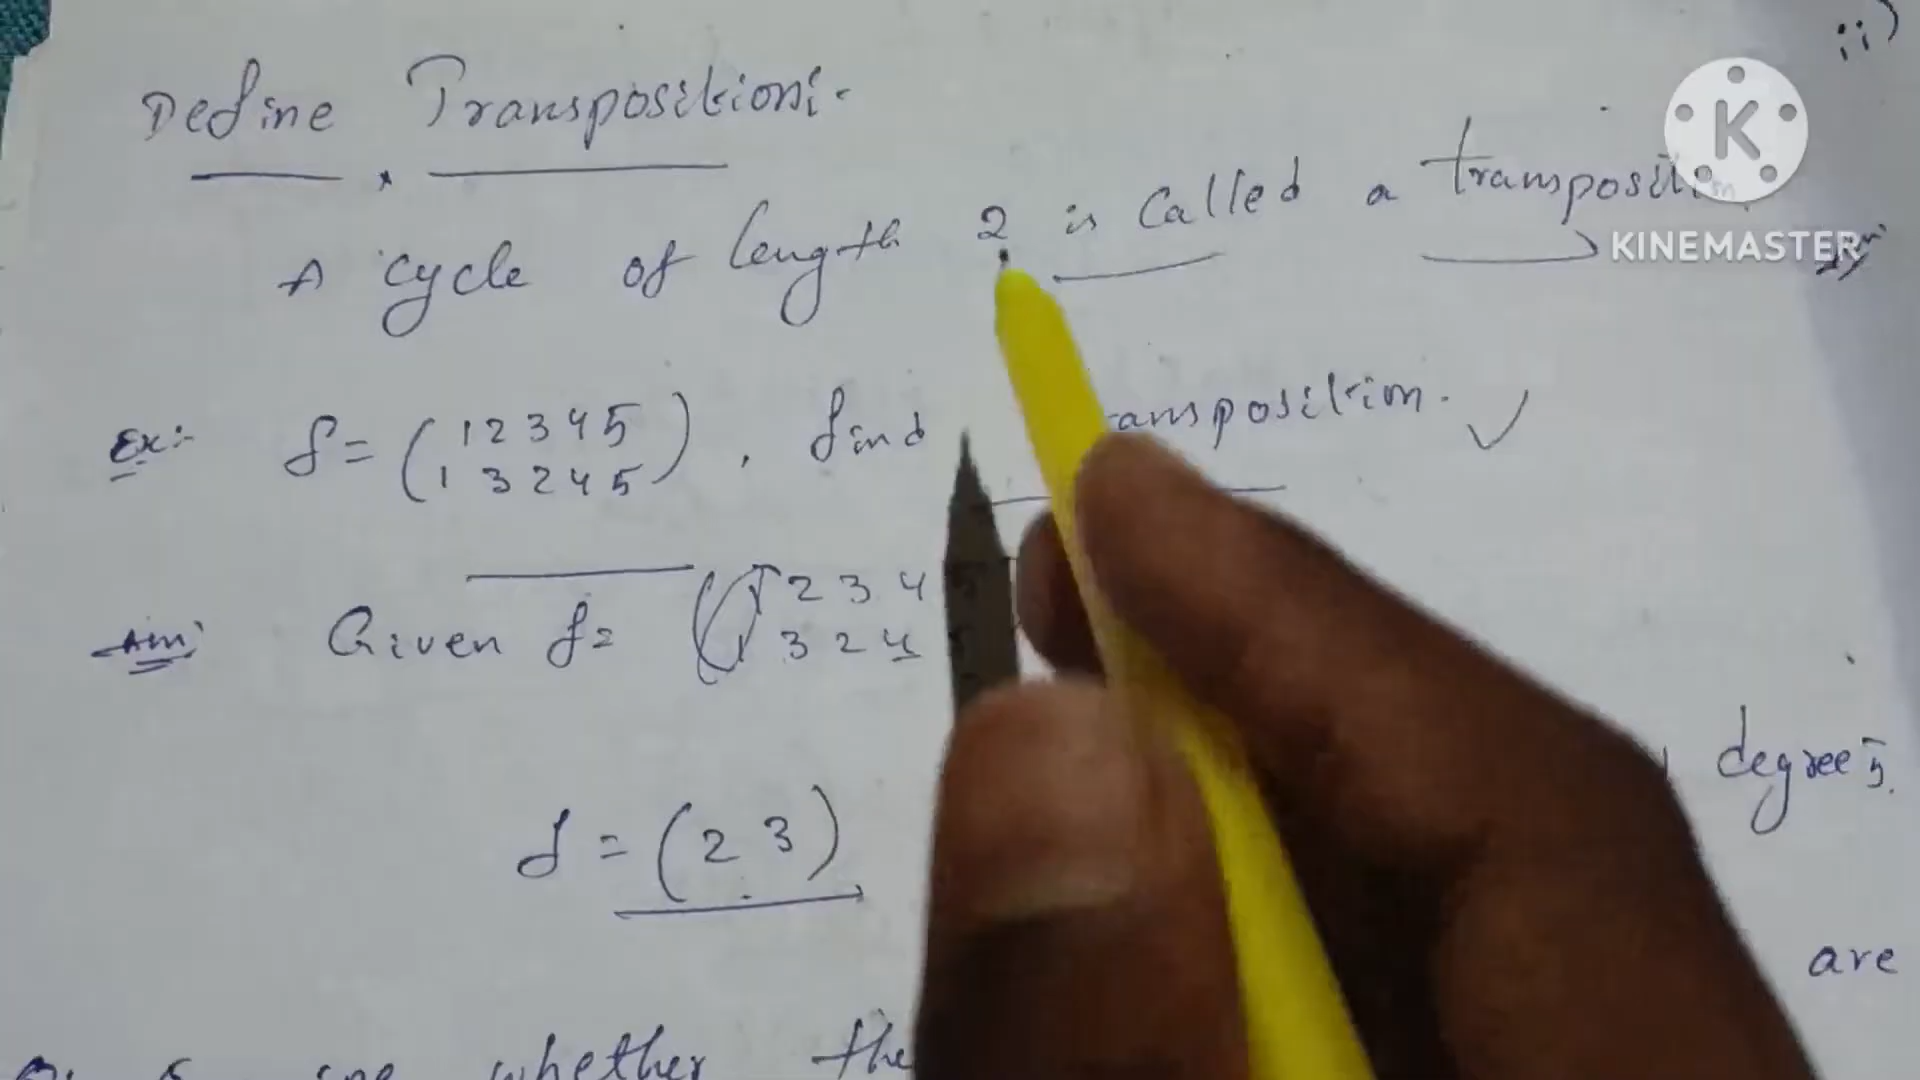 ii)
Define Transposition:-
A cycle of length 2 is called a transposition
KINEMASTER
Ex:- f = ( 1 2 3 4 5
1 3 2 4 5 ) , find transposition.
Ans: Given f = ( 1 2 3 4
1 3 2 4
degree 5.
f = (2 3)
are
whether the